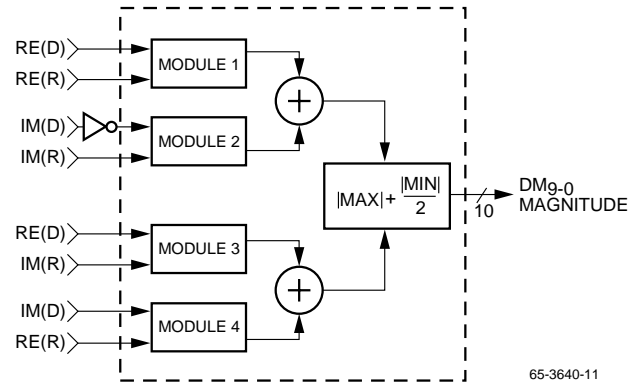 RE(D)
RE(R)
MODULE 1
IM(D)
IM(R)
MODULE 2
|MAX| + |MIN|/2
DM9-0
MAGNITUDE
10
RE(D)
IM(R)
MODULE 3
IM(D)
RE(R)
MODULE 4
65-3640-11